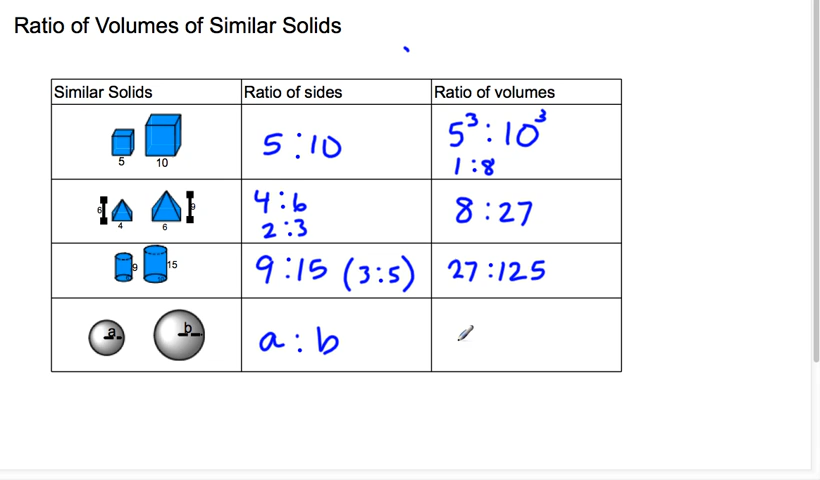 Ratio of Volumes of Similar Solids
Similar Solids Ratio of sides Ratio of volumes
5 10 5:10 5³:10³
1:8
6 4 9 6 4:6 8:27
2:3
9 15 9:15 (3:5) 27:125
a b a:b